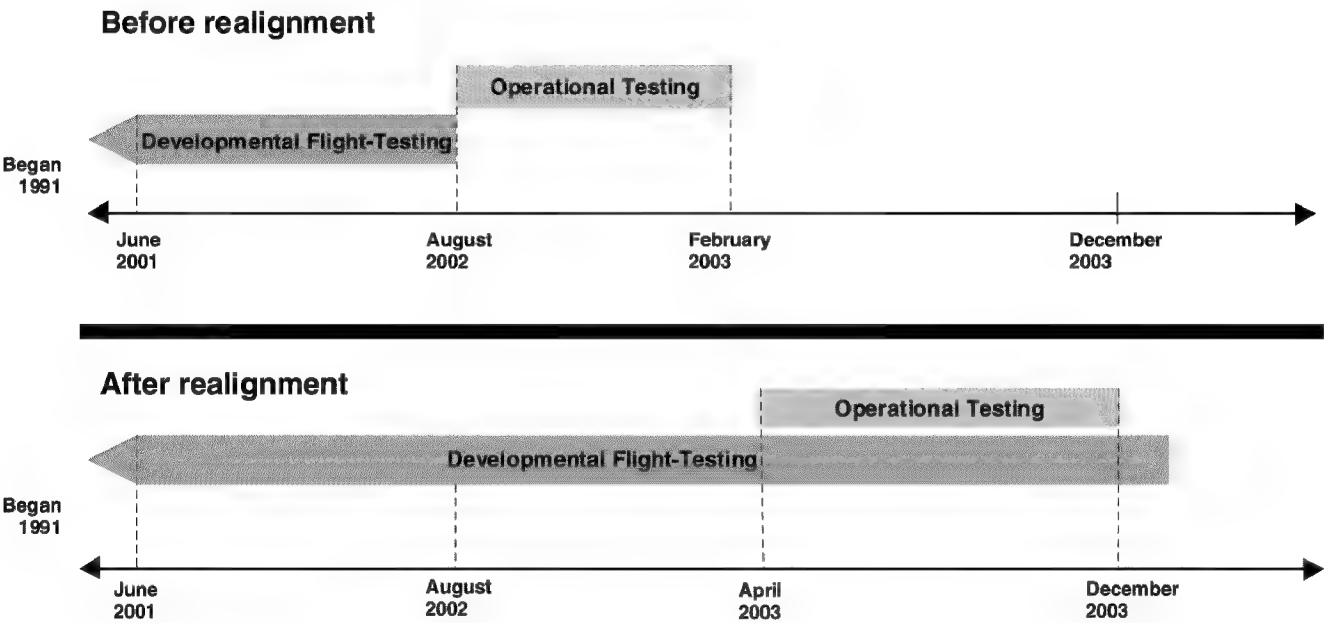 Before realignment
Operational Testing
Developmental Flight-Testing
Began
1991
June
2001
August
2002
February
2003
December
2003
After realignment
Operational Testing
Developmental Flight-Testing
Began
1991
June
2001
August
2002
April
2003
December
2003